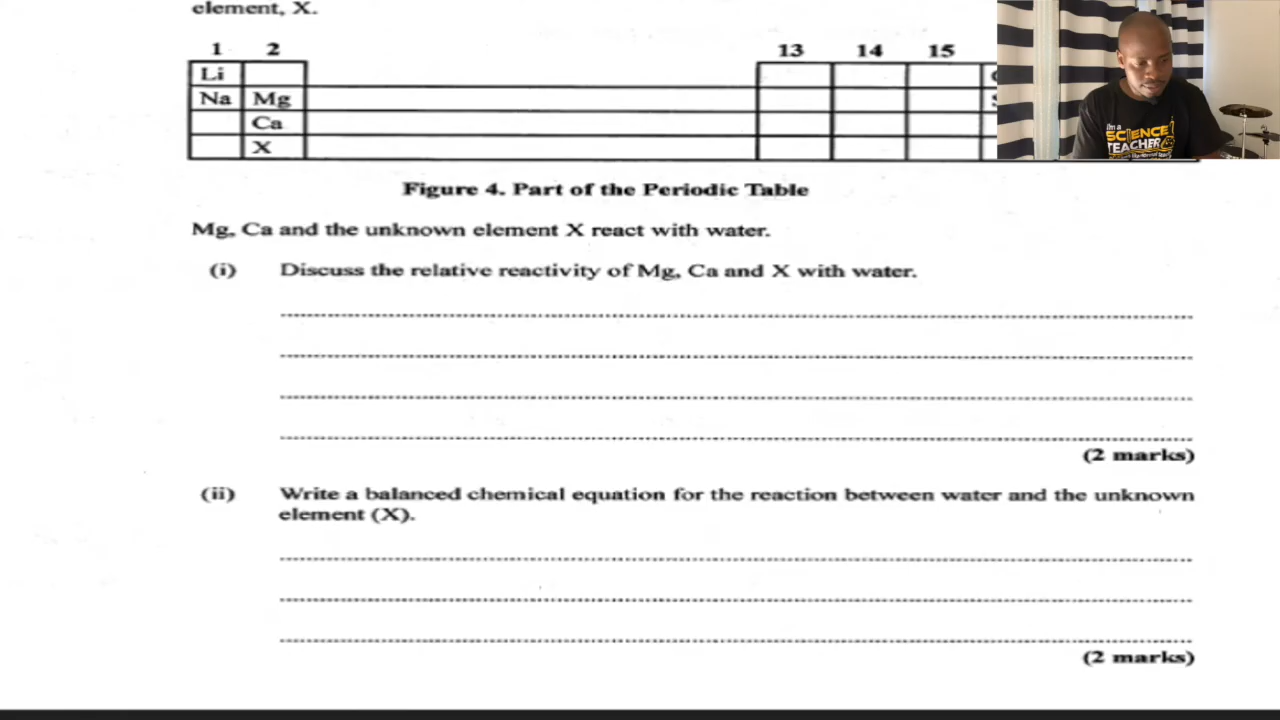 element, X.
1 2 13 14 15
Li
Na Mg
Ca
X
Figure 4. Part of the Periodic Table
Mg, Ca and the unknown element X react with water.
(i) Discuss the relative reactivity of Mg, Ca and X with water.
(2 marks)
(ii) Write a balanced chemical equation for the reaction between water and the unknown
element (X).
(2 marks)
I'm a
SCIENCE
TEACHER